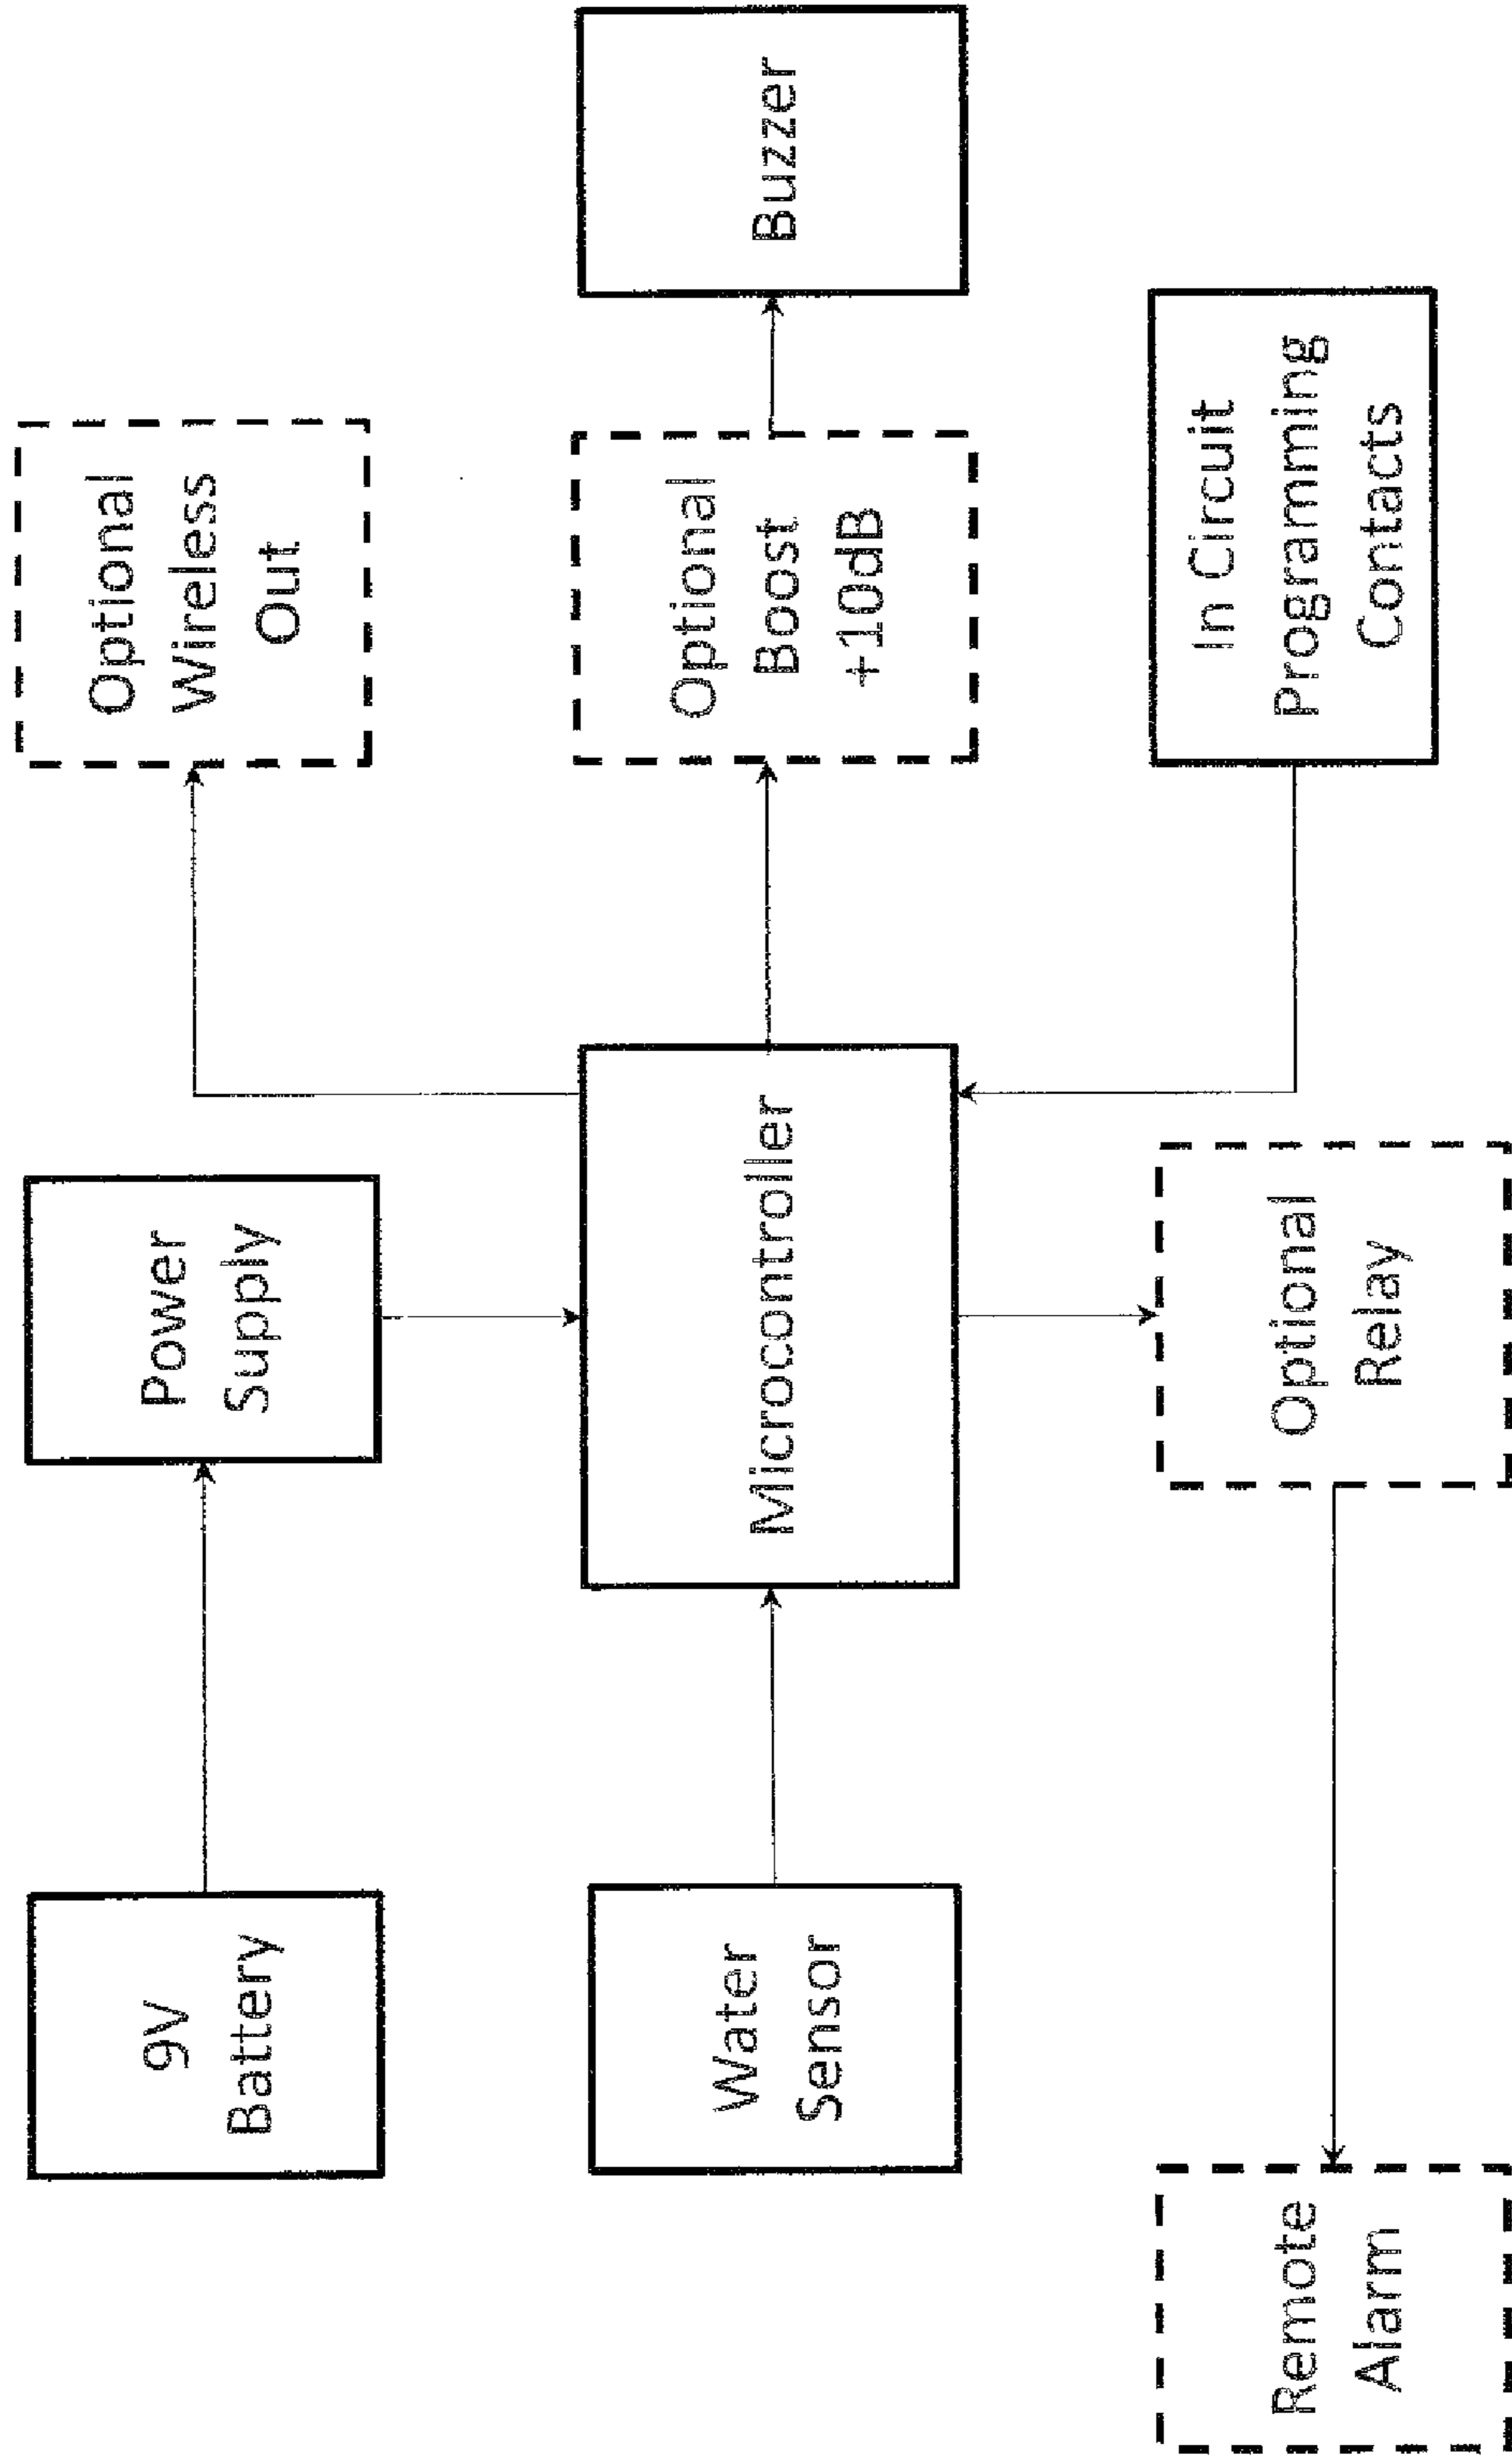 9V
Battery
Power
Supply
Optional
Wireless
Out
Water
Sensor
Microcontroller
Optional
Boost
+10dB
Buzzer
Remote
Alarm
Optional
Relay
In Circuit
Programming
Contacts